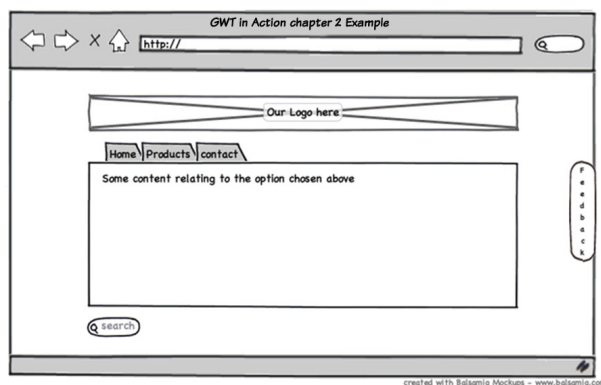 GWT in Action chapter 2 Example
http://
Our Logo here
Home Products contact
Some content relating to the option chosen above
Feedback
search
created with Balsamiq Mockups - www.balsamiq.co